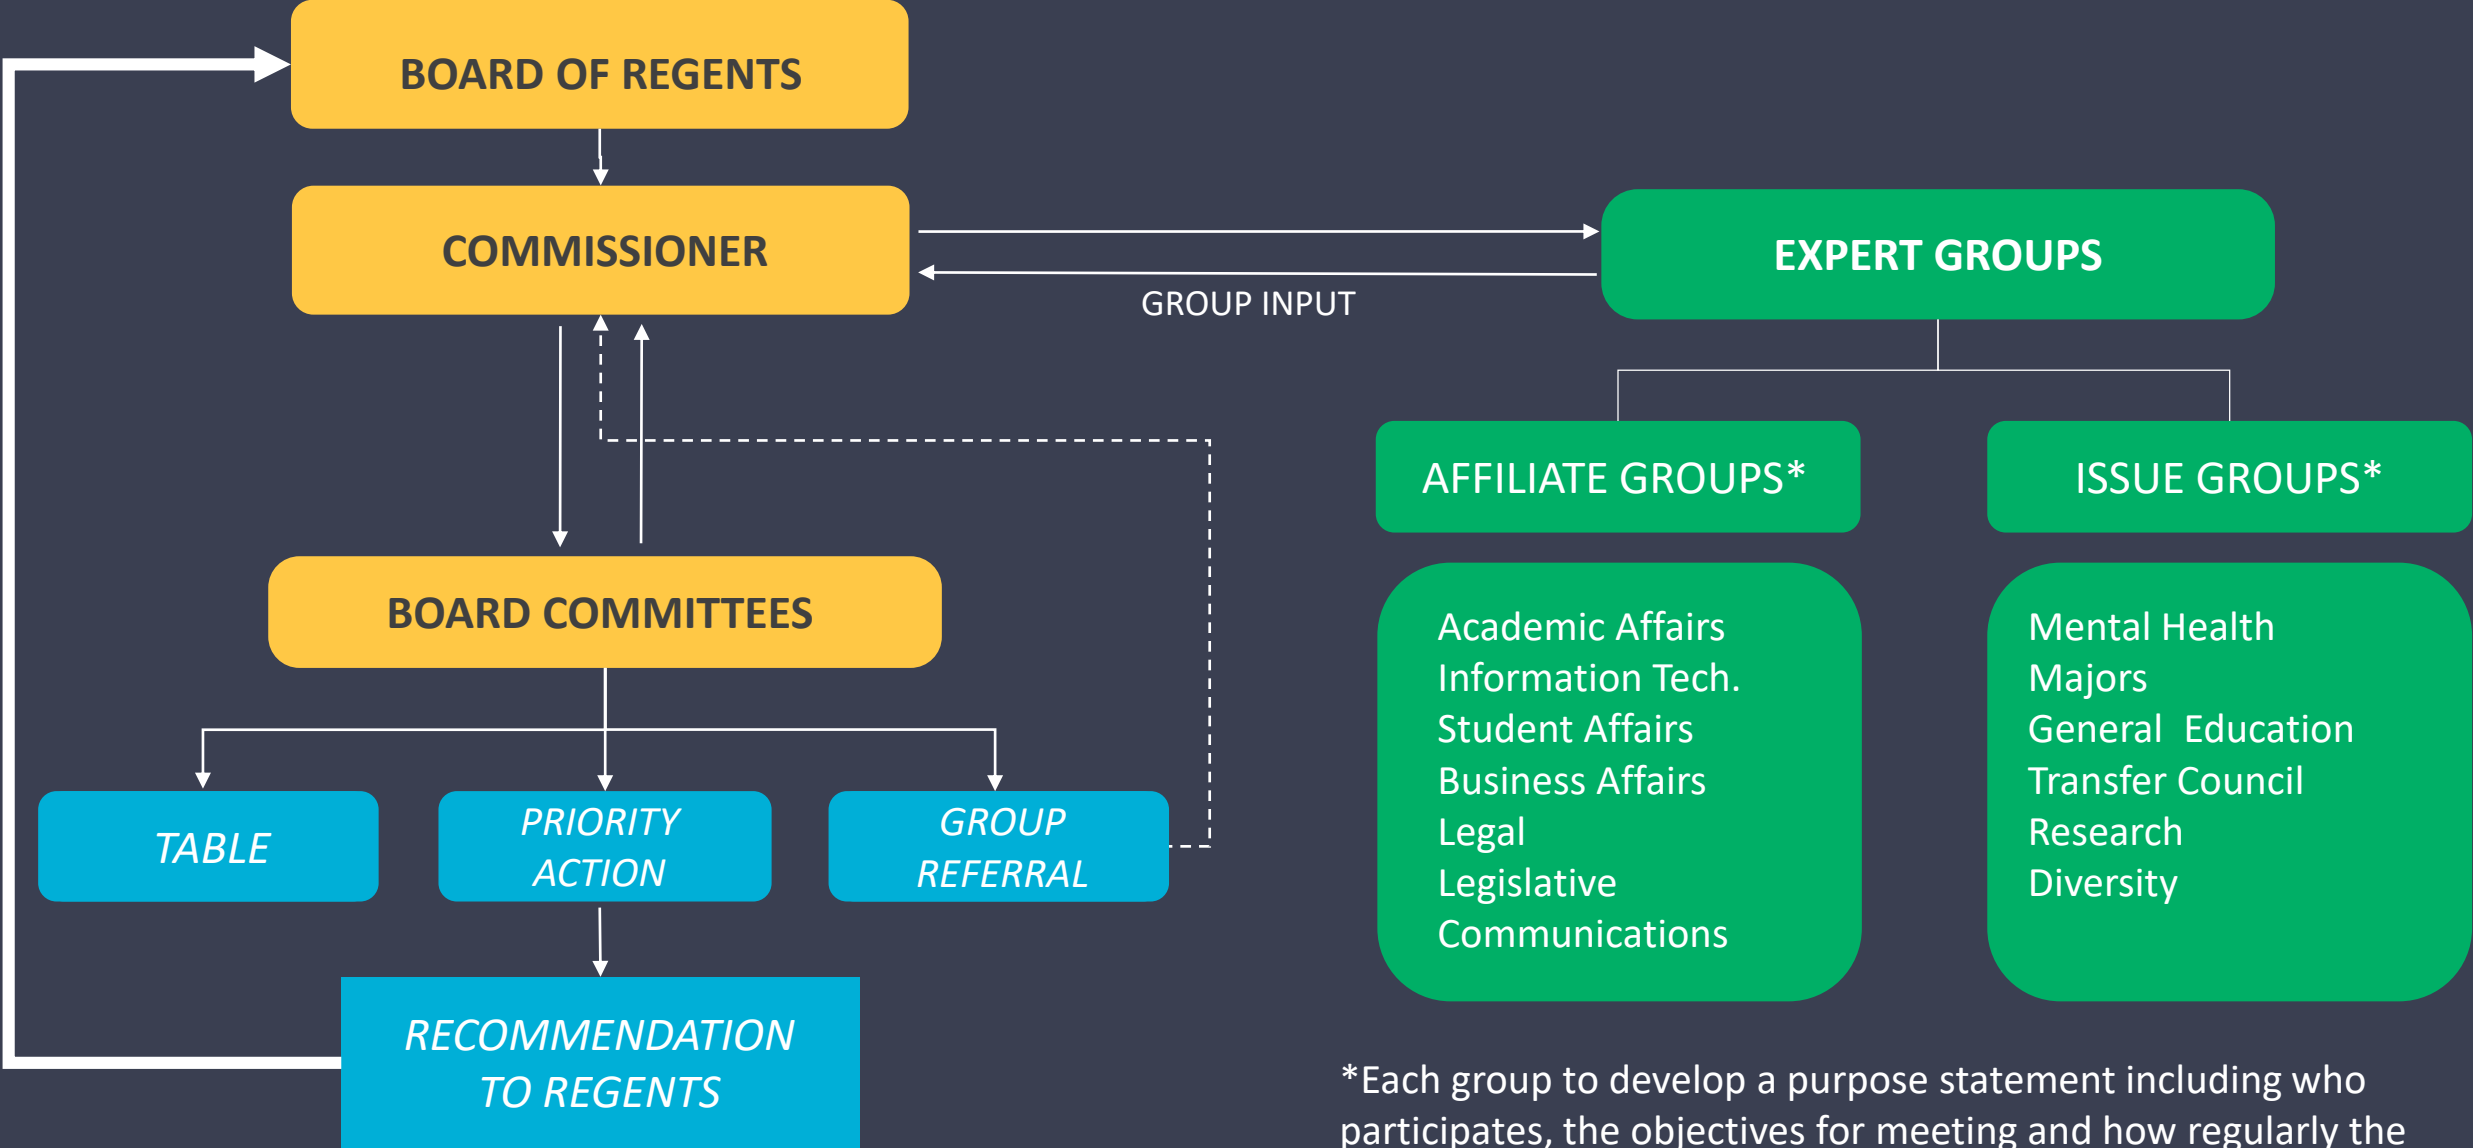 BOARD OF REGENTS
COMMISSIONER
EXPERT GROUPS
GROUP INPUT
AFFILIATE GROUPS*
ISSUE GROUPS*
BOARD COMMITTEES
Academic Affairs
Information Tech.
Student Affairs
Business Affairs
Legal
Legislative
Communications
Mental Health
Majors
General  Education
Transfer Council
Research
Diversity
TABLE
PRIORITY
ACTION
GROUP
REFERRAL
RECOMMENDATION
TO REGENTS
*Each group to develop a purpose statement including who
participates, the objectives for meeting and how regularly the